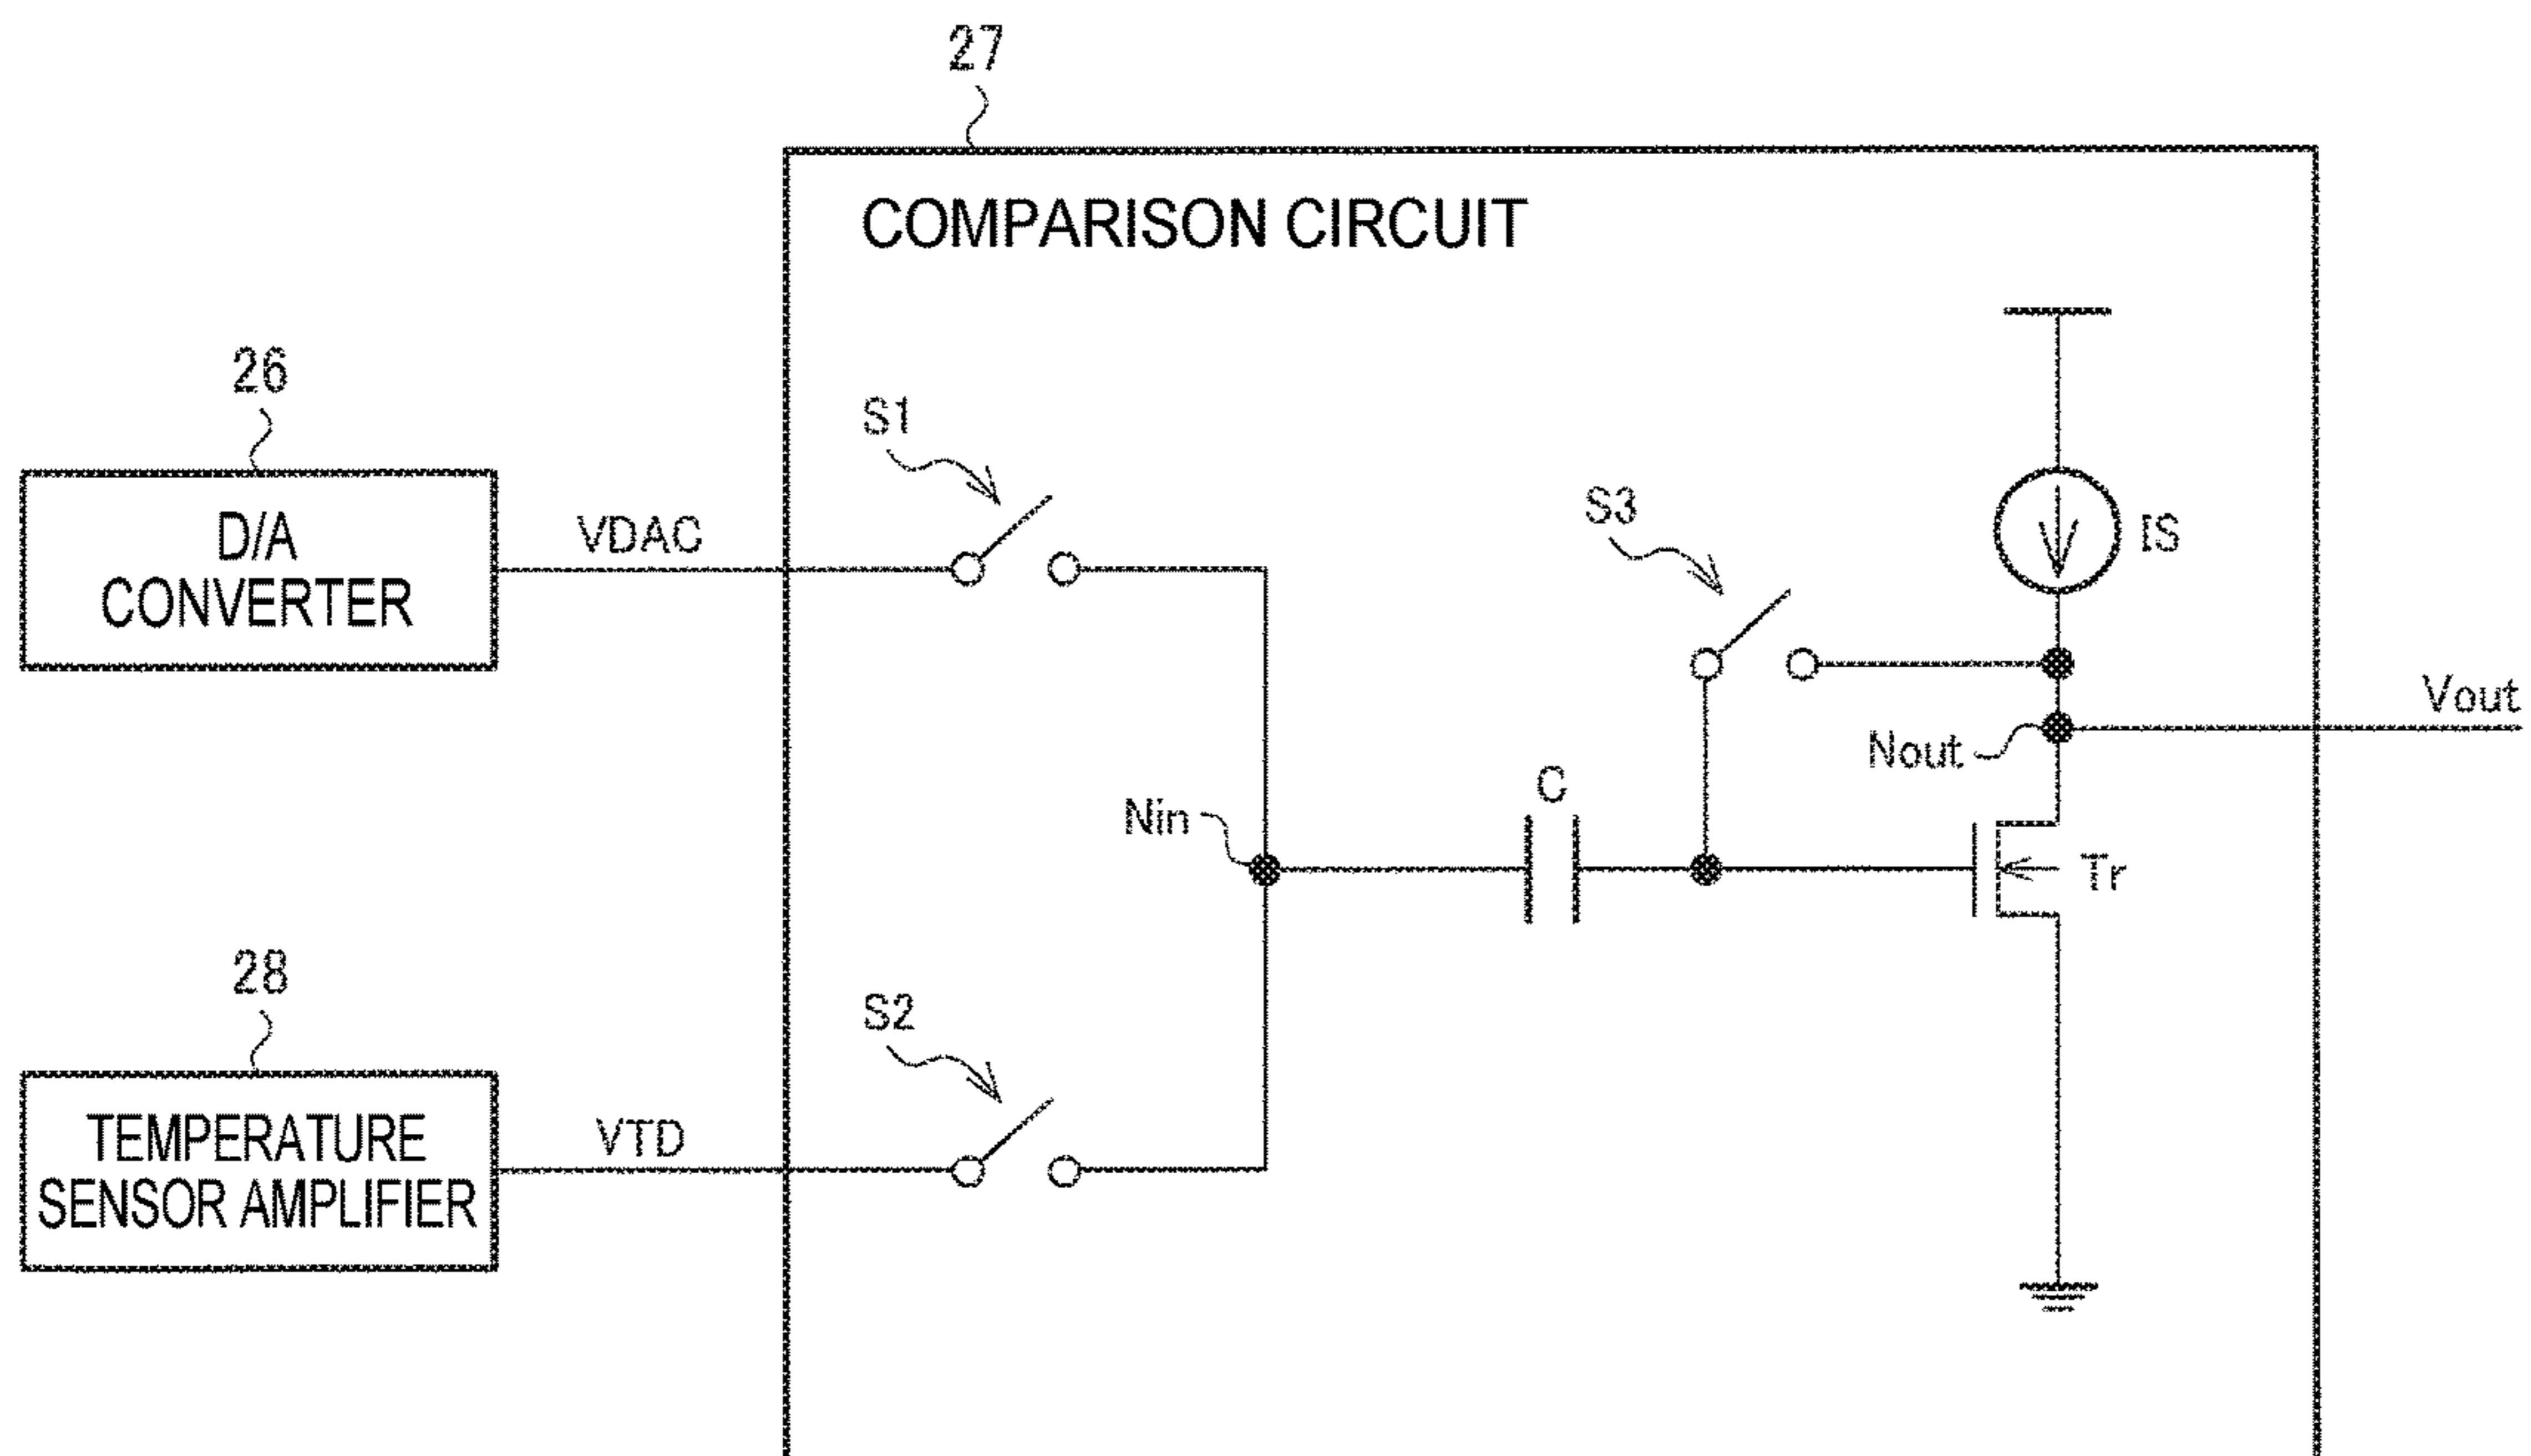 27
COMPARISON CIRCUIT
26
D/A
CONVERTER
VDAC
S1
S3
IS
Vout
Nout
C
Nin
Tr
28
TEMPERATURE
SENSOR AMPLIFIER
VTD
S2